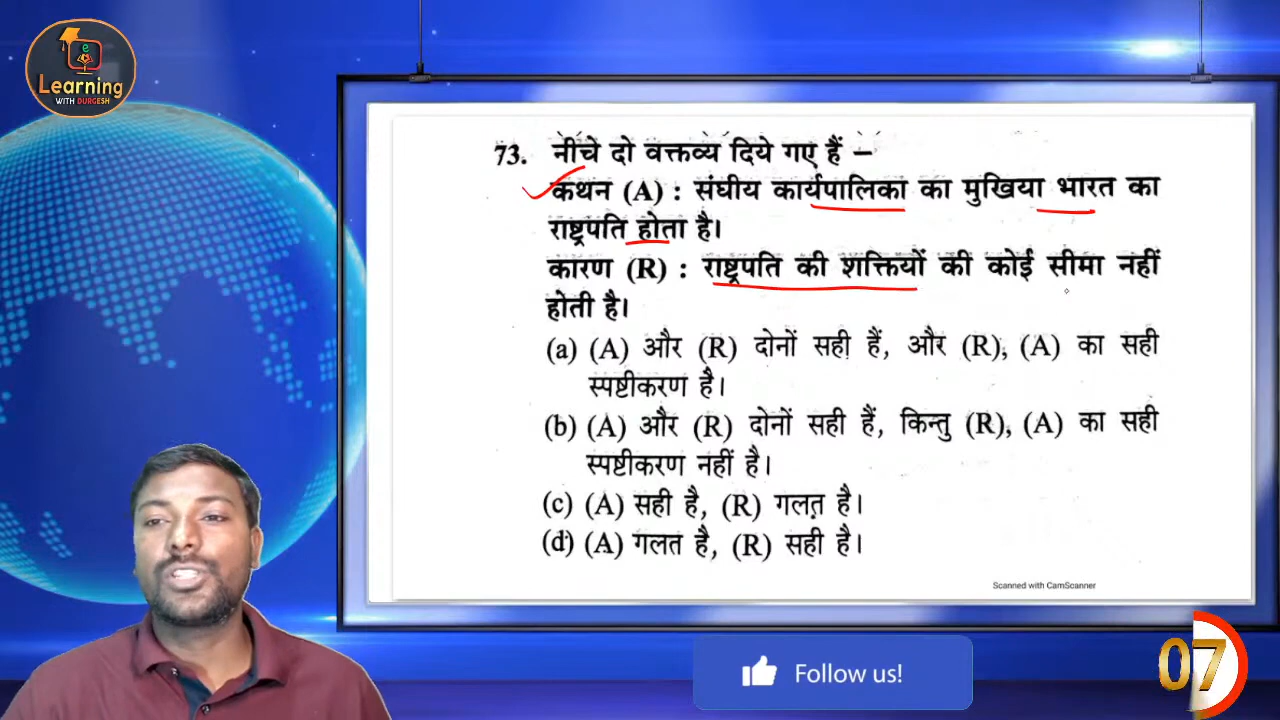 e
Learning
WITH DURGESH
73. नीचे दो वक्तव्य दिये गए हैं –
कथन (A) : संघीय कार्यपालिका का मुखिया भारत का
राष्ट्रपति होता है।
कारण (R) : राष्ट्रपति की शक्तियों की कोई सीमा नहीं
होती है।
(a) (A) और (R) दोनों सही हैं, और (R), (A) का सही
स्पष्टीकरण है।
(b) (A) और (R) दोनों सही हैं, किन्तु (R), (A) का सही
स्पष्टीकरण नहीं है।
(c) (A) सही है, (R) गलत है।
(d) (A) गलत है, (R) सही है।
Scanned with CamScanner
Follow us!
07